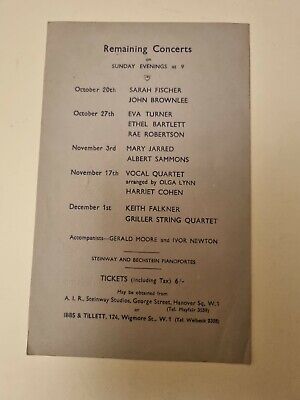 Remaining Concerts
on
SUNDAY EVENINGS at 9
October 20th SARAH FISCHER
JOHN BROWNLEE
October 27th EVA TURNER
ETHEL BARTLETT
RAE ROBERTSON
November 3rd MARY JARRED
ALBERT SAMMONS
November 17th VOCAL QUARTET
arranged by OLGA LYNN
HARRIET COHEN
December 1st KEITH FALKNER
GRILLER STRING QUARTET
Accompanists—GERALD MOORE and IVOR NEWTON
STEINWAY AND BECHSTEIN PIANOFORTES
TICKETS (including Tax) 6/-
May be obtained from
A. I. R., Steinway Studios, George Street, Hanover Sq. W.1
(Tel. Mayfair 3539)
or
IBBS & TILLETT, 124, Wigmore St., W.1 (Tel. Welbeck 2308)